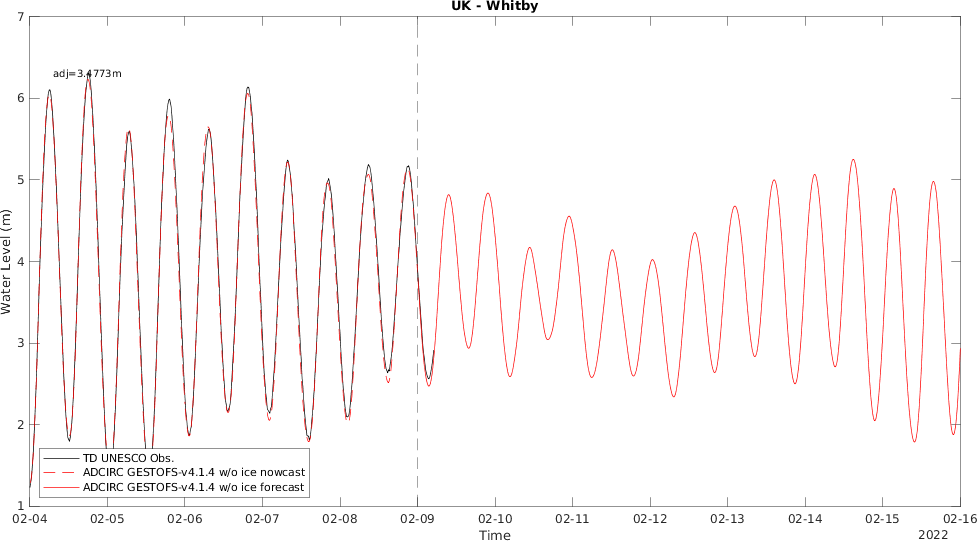 UK - Whitby
adj=3.4773m
7
6
5
4
3
2
1
Water Level (m)
TD UNESCO Obs.
ADCIRC GESTOFS-v4.1.4 w/o ice nowcast
ADCIRC GESTOFS-v4.1.4 w/o ice forecast
02-04 02-05 02-06 02-07 02-08 02-09 02-10 02-11 02-12 02-13 02-14 02-15 02-16
Time
2022